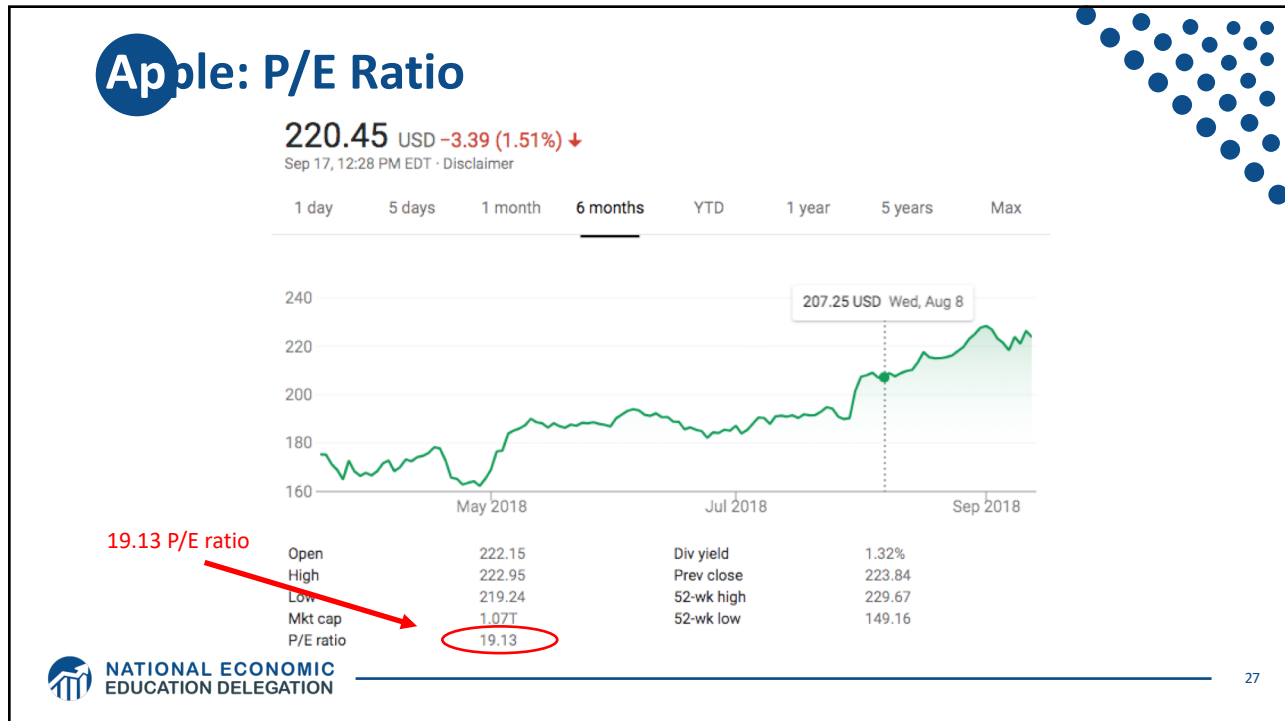 Apple: P/E Ratio
220.45 USD −3.39 (1.51%) ↓
Sep 17, 12:28 PM EDT · Disclaimer
1 day 5 days 1 month 6 months YTD 1 year 5 years Max
240
207.25 USD Wed, Aug 8
220
200
180
160
May 2018 Jul 2018 Sep 2018
19.13 P/E ratio
Open 222.15 Div yield 1.32%
High 222.95 Prev close 223.84
Low 219.24 52-wk high 229.67
Mkt cap 1.07T 52-wk low 149.16
P/E ratio 19.13
NATIONAL ECONOMIC
EDUCATION DELEGATION
27